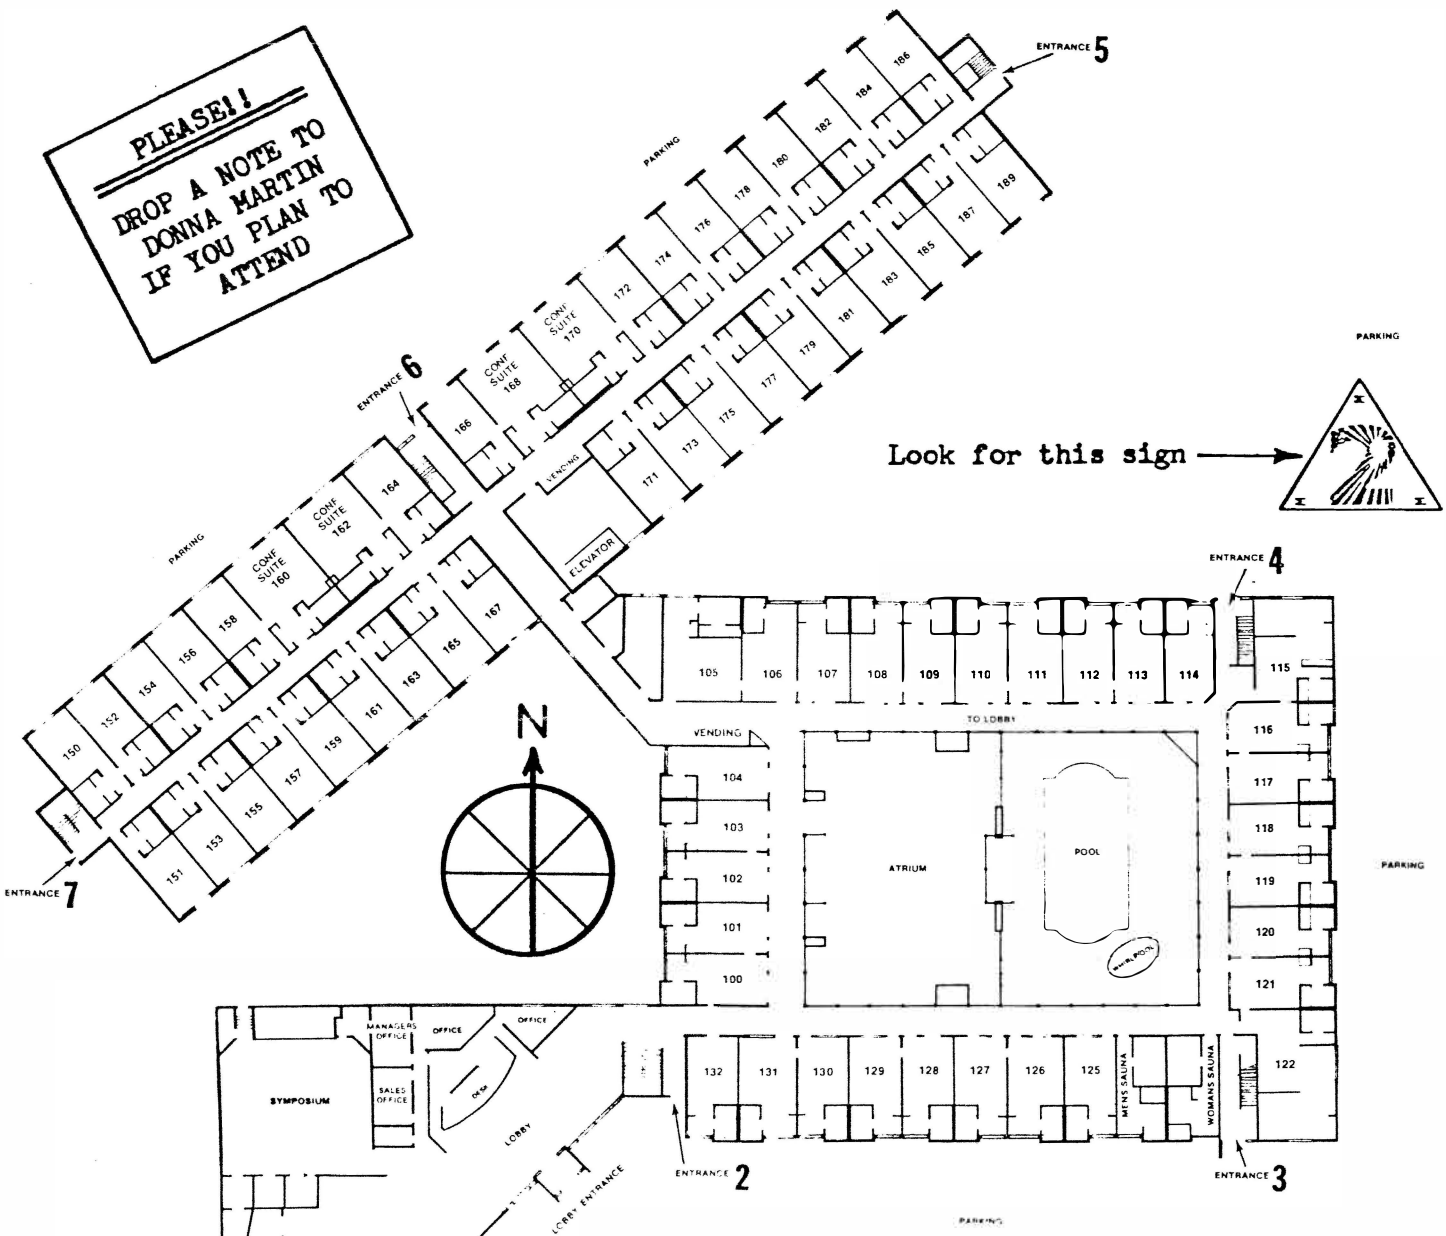 PLEASE!!
DROP A NOTE TO
DONNA MARTIN
IF YOU PLAN TO
ATTEND
ENTRANCE 5
PARKING
186
184
182
180
178
176
174
172
CONF
SUITE
170
CONF
SUITE
168
166
189
187
185
183
181
179
177
175
173
171
VENDING
ELEVATOR
ENTRANCE 6
PARKING
164
CONF
SUITE
162
CONF
SUITE
160
158
156
154
152
150
167
165
163
161
159
157
155
153
151
ENTRANCE 7
PARKING
Look for this sign
ENTRANCE 4
105
106
107
108
109
110
111
112
113
114
115
TO LOBBY
VENDING
N
104
103
102
101
100
ATRIUM
POOL
WHIRLPOOL
116
117
118
119
120
121
122
PARKING
MANAGERS
OFFICE
OFFICE
OFFICE
SALES
OFFICE
DESK
SYMPOSIUM
LOBBY
LOBBY ENTRANCE
132
131
130
129
128
127
126
125
MENS SAUNA
WOMANS SAUNA
ENTRANCE 2
ENTRANCE 3
PARKING